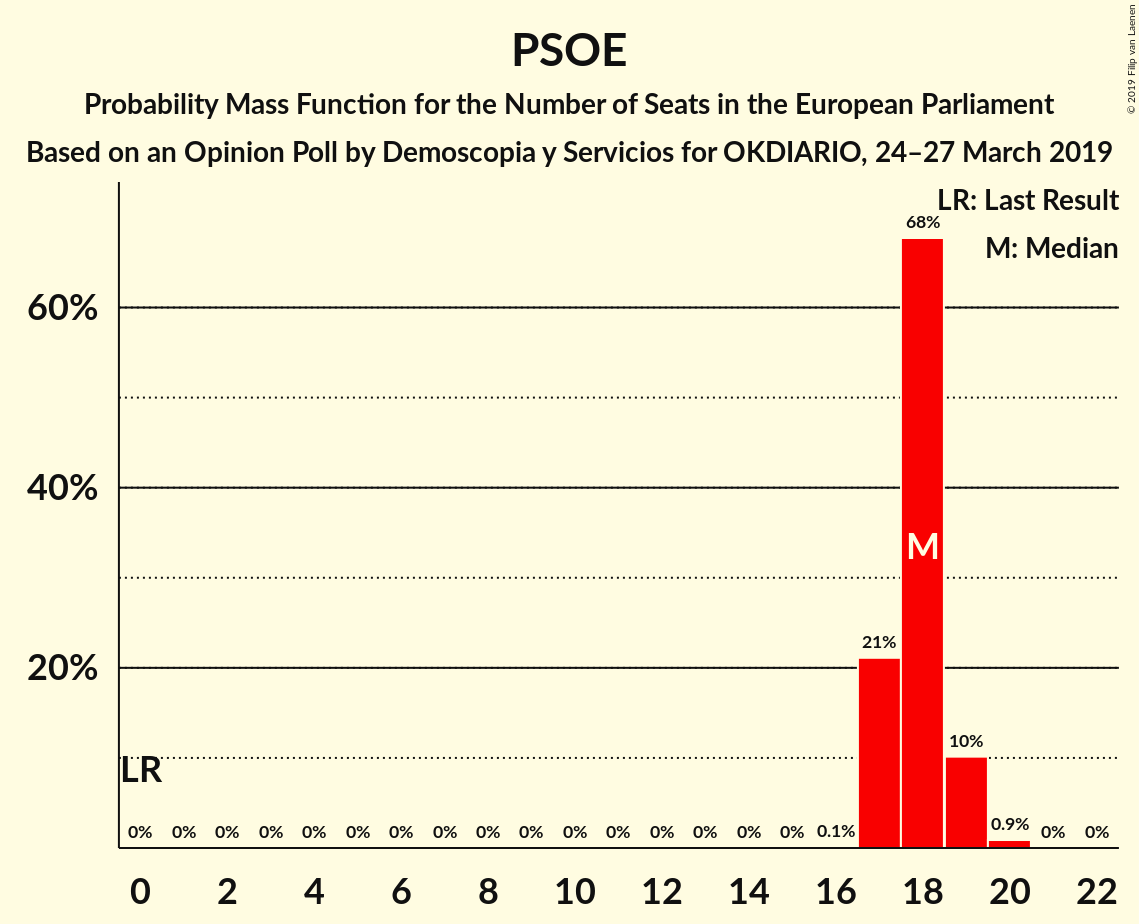 PSOE
Probability Mass Function for the Number of Seats in the European Parliament
Based on an Opinion Poll by Demoscopia y Servicios for OKDIARIO, 24–27 March 2019
© 2019 Filip van Laenen
LR: Last Result
M: Median
60%
40%
20%
LR
M
0% 0% 0% 0% 0% 0% 0% 0% 0% 0% 0% 0% 0% 0% 0% 0% 0.1% 21% 68% 10% 0.9% 0% 0%
0 2 4 6 8 10 12 14 16 18 20 22